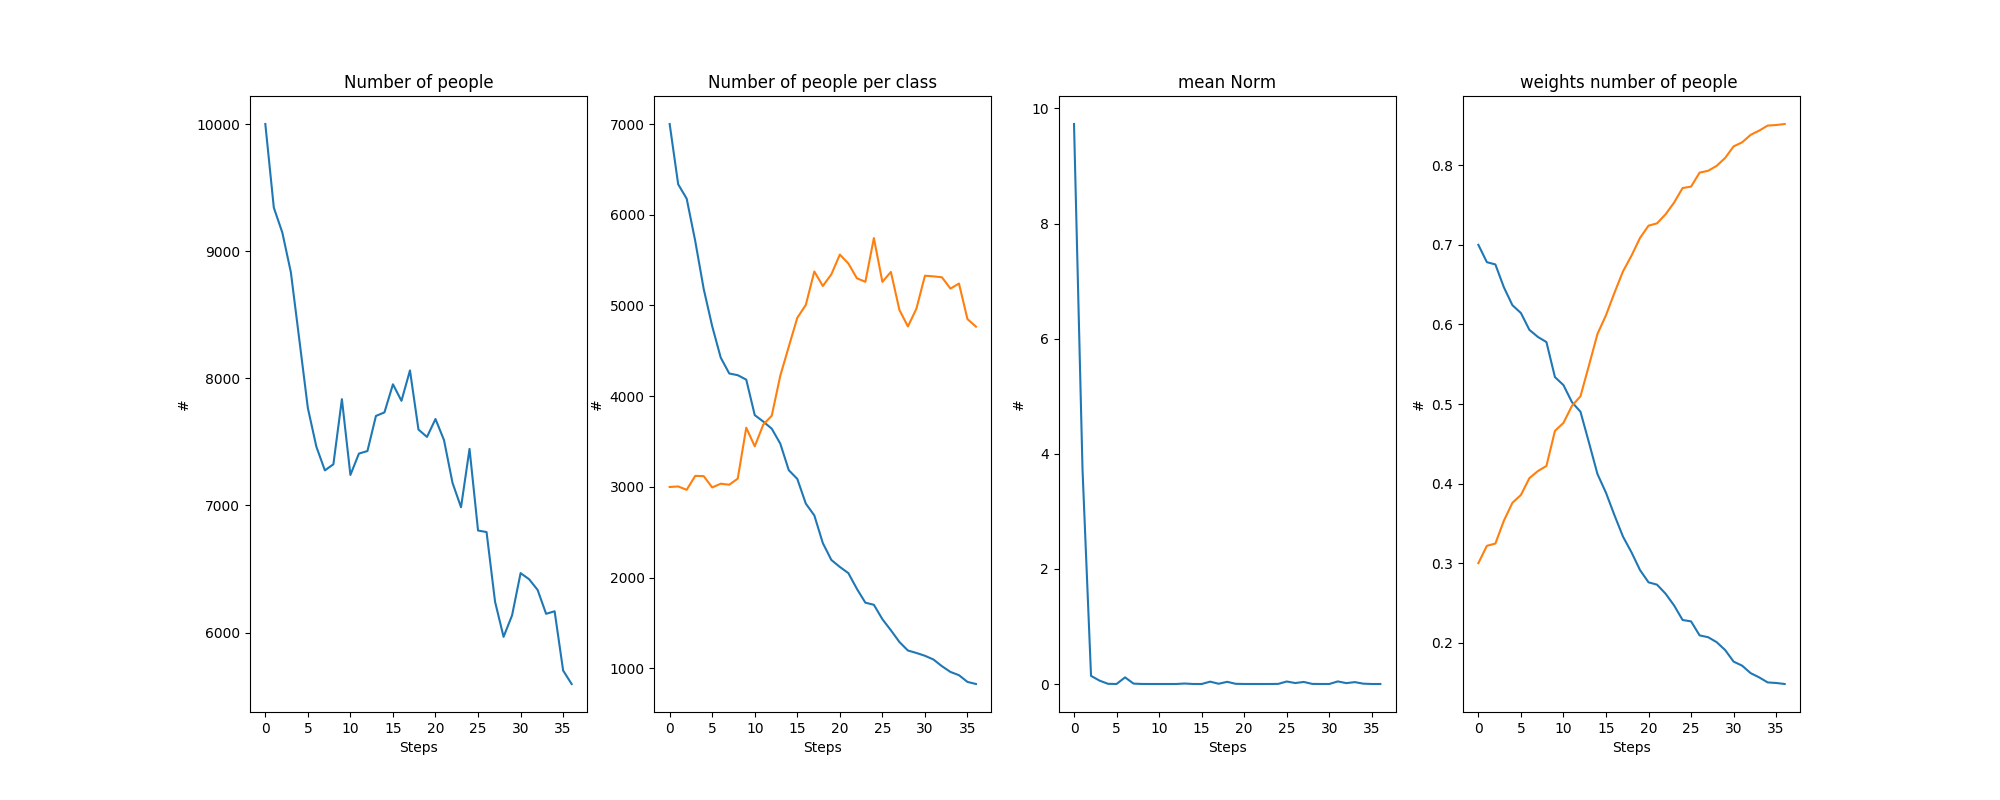 Number of people
10000
9000
8000
7000
6000
#
0 5 10 15 20 25 30 35
Steps
Number of people per class
7000
6000
5000
4000
3000
2000
1000
#
0 5 10 15 20 25 30 35
Steps
mean Norm
10
8
6
4
2
0
#
0 5 10 15 20 25 30 35
Steps
weights number of people
0.8
0.7
0.6
0.5
0.4
0.3
0.2
#
0 5 10 15 20 25 30 35
Steps